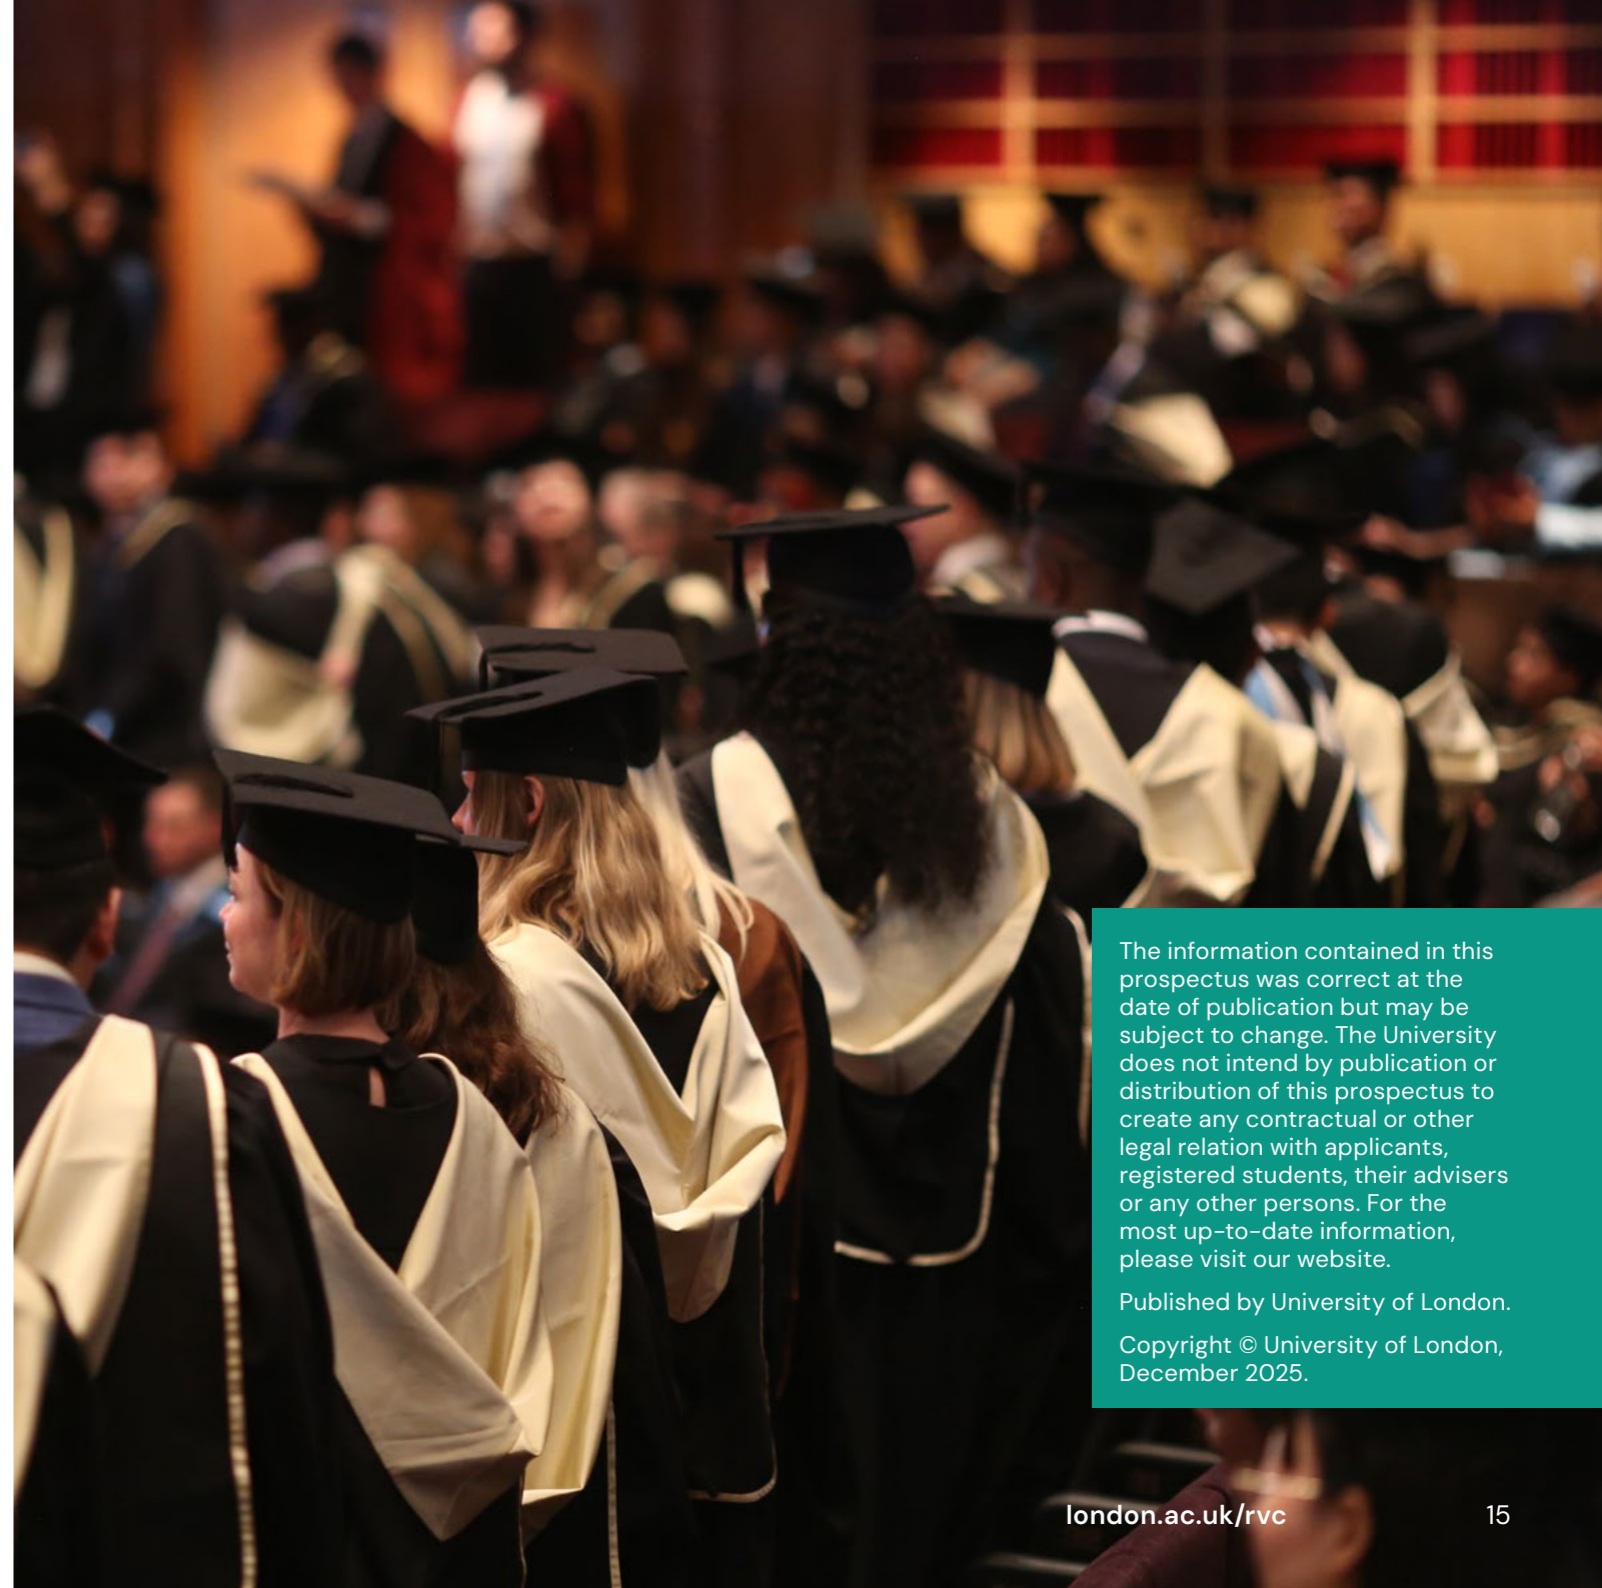 The information contained in this
prospectus was correct at the
date of publication but may be
subject to change. The University
does not intend by publication or
distribution of this prospectus to
create any contractual or other
legal relation with applicants,
registered students, their advisers
or any other persons. For the
most up-to-date information,
please visit our website.
Published by University of London.
Copyright © University of London,
December 2025.
london.ac.uk/rvc
15